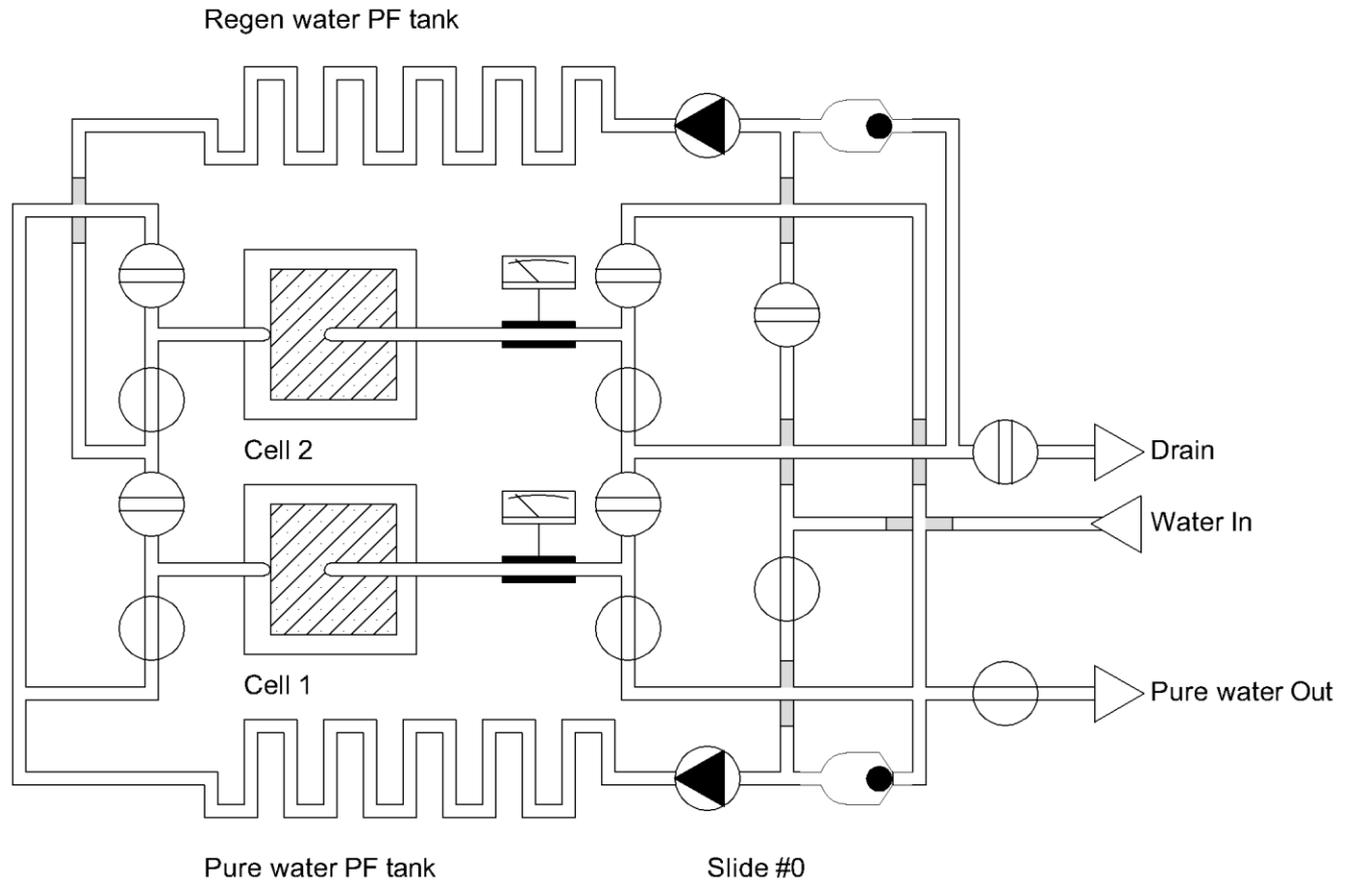 Regen water PF tank
Cell 2
Drain
Water In
Cell 1
Pure water Out
Pure water PF tank
Slide #0